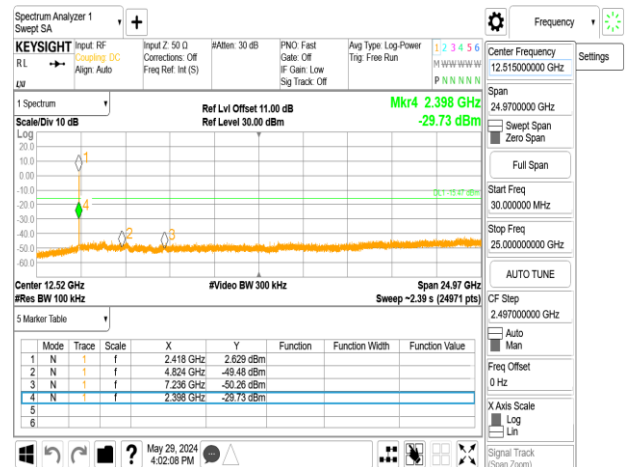 Spectrum Analyzer 1
Swept SA
Frequency
KEYSIGHT
RL
Input: RF
Coupling: DC
Align: Auto
Input Z: 50 Ω
Corrections: Off
Freq Ref: Int (S)
#Atten: 30 dB
PNO: Fast
Gate: Off
IF Gain: Low
Sig Track: Off
Avg Type: Log-Power
Trig: Free Run
1 2 3 4 5 6
M W W W W W
P N N N N N
LXI
1 Spectrum
Scale/Div 10 dB
Ref Lvl Offset 11.00 dB
Ref Level 30.00 dBm
Mkr4 2.398 GHz
-29.73 dBm
Log
20.0
10.0
0.00
-10.0
-20.0
-30.0
-40.0
-50.0
-60.0
1
4
2
3
DL1 -15.47 dBm
Center 12.52 GHz
#Res BW 100 kHz
#Video BW 300 kHz
Span 24.97 GHz
Sweep ~2.39 s (24971 pts)
5 Marker Table
Mode Trace Scale X Y Function Function Width Function Value
1 N 1 f 2.418 GHz 2.629 dBm
2 N 1 f 4.824 GHz -49.48 dBm
3 N 1 f 7.236 GHz -50.26 dBm
4 N 1 f 2.398 GHz -29.73 dBm
5
6
May 29, 2024
4:02:08 PM
Center Frequency
12.515000000 GHz
Settings
Span
24.9700000 GHz
Swept Span
Zero Span
Full Span
Start Freq
30.000000 MHz
Stop Freq
25.000000000 GHz
AUTO TUNE
CF Step
2.497000000 GHz
Auto
Man
Freq Offset
0 Hz
X Axis Scale
Log
Lin
Signal Track
(Span Zoom)